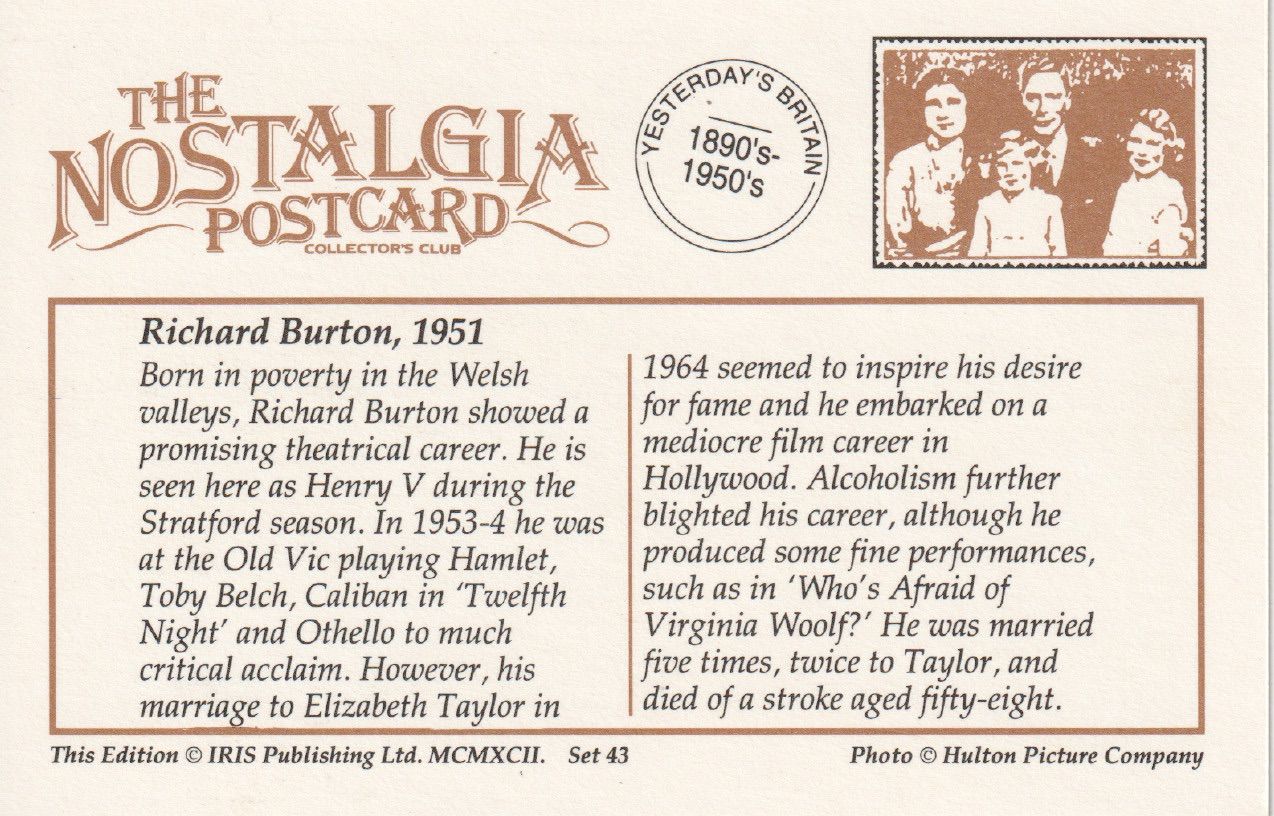 THE
NOSTALGIA
POSTCARD
COLLECTOR'S CLUB
YESTERDAY'S BRITAIN
1890's-
1950's
Richard Burton, 1951
Born in poverty in the Welsh
valleys, Richard Burton showed a
promising theatrical career. He is
seen here as Henry V during the
Stratford season. In 1953-4 he was
at the Old Vic playing Hamlet,
Toby Belch, Caliban in ‘Twelfth
Night’ and Othello to much
critical acclaim. However, his
marriage to Elizabeth Taylor in
1964 seemed to inspire his desire
for fame and he embarked on a
mediocre film career in
Hollywood. Alcoholism further
blighted his career, although he
produced some fine performances,
such as in ‘Who’s Afraid of
Virginia Woolf?’ He was married
five times, twice to Taylor, and
died of a stroke aged fifty-eight.
This Edition © IRIS Publishing Ltd. MCMXCII. Set 43
Photo © Hulton Picture Company